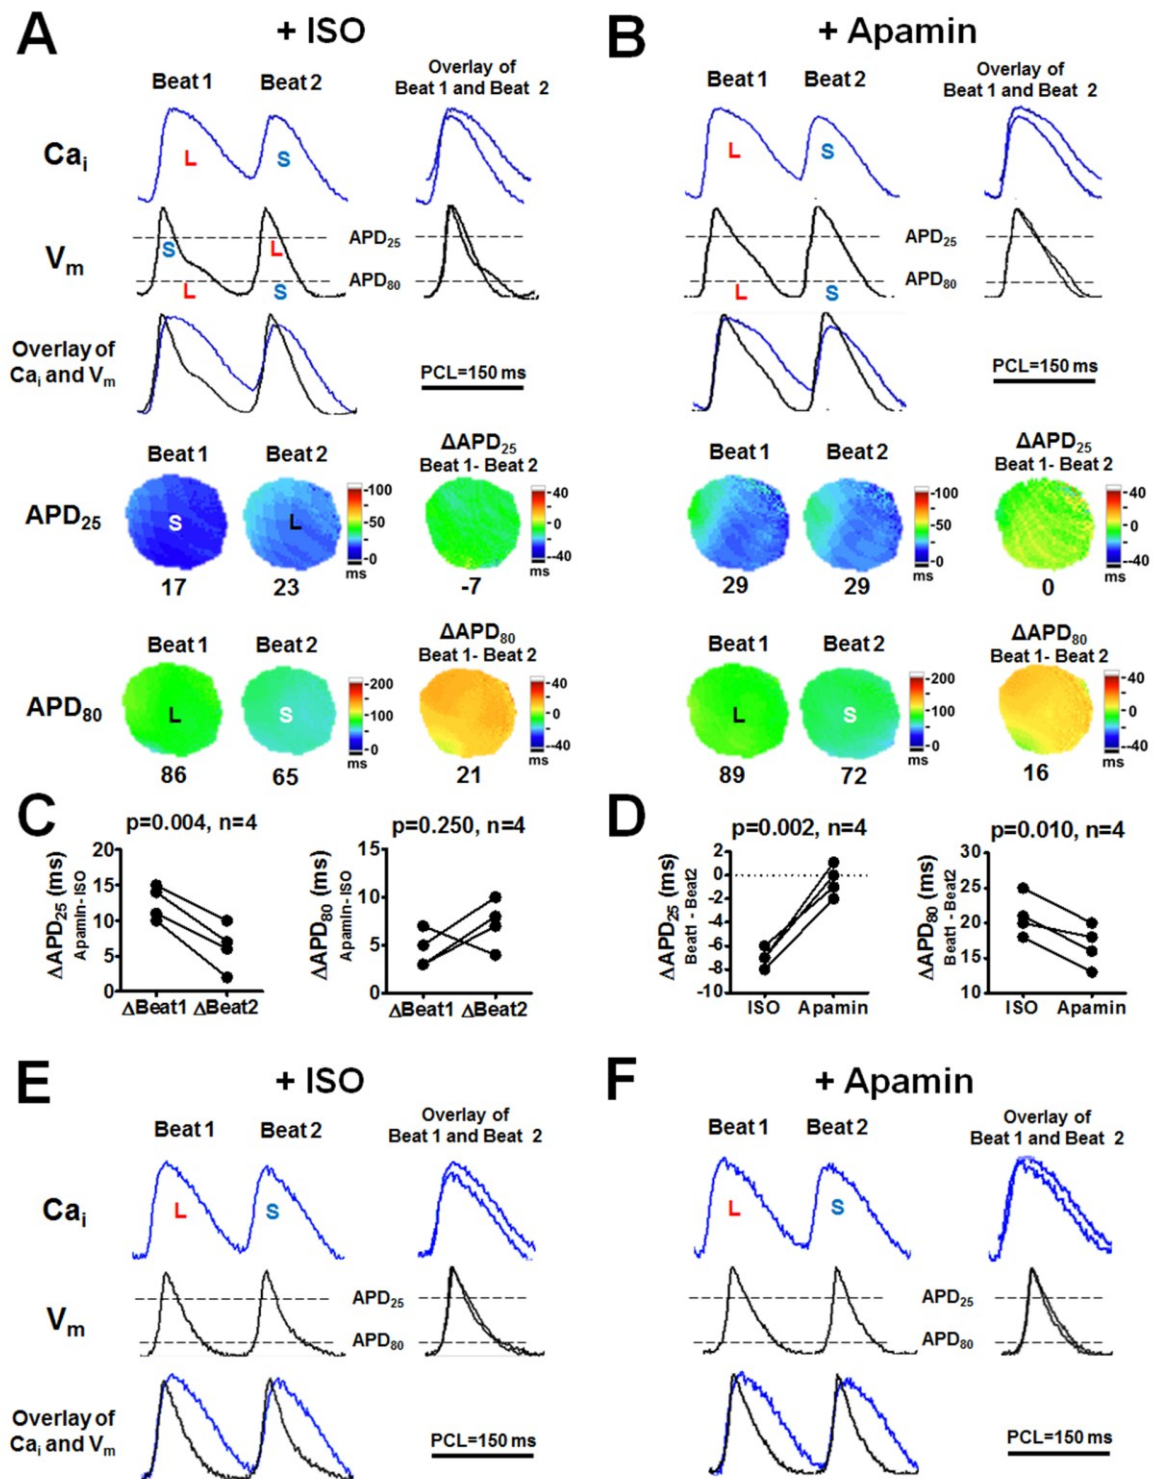 A
+ ISO
Beat 1
Beat 2
Overlay of
Beat 1 and Beat 2
Cai
L
S
Vm
S
L
L
S
APD25
APD80
Overlay of
Cai and Vm
PCL=150 ms
Beat 1
Beat 2
ΔAPD25
Beat 1- Beat 2
APD25
S
L
-100
-50
-0
ms
-40
-0
--40
ms
17
23
-7
Beat 1
Beat 2
ΔAPD80
Beat 1- Beat 2
APD80
L
S
-200
-100
-0
ms
-40
-0
--40
ms
86
65
21
B
+ Apamin
Beat 1
Beat 2
Overlay of
Beat 1 and Beat 2
L
S
APD25
APD80
L
S
PCL=150 ms
Beat 1
Beat 2
ΔAPD25
Beat 1- Beat 2
-100
-50
-0
ms
-40
-0
--40
ms
29
29
0
Beat 1
Beat 2
ΔAPD80
Beat 1- Beat 2
L
S
-200
-100
-0
ms
-40
-0
--40
ms
89
72
16
C
p=0.004, n=4
ΔAPD25 (ms)
Apamin- ISO
20
15
10
5
0
ΔBeat1 ΔBeat2
p=0.250, n=4
ΔAPD80 (ms)
Apamin- ISO
15
10
5
0
ΔBeat1 ΔBeat2
D
p=0.002, n=4
ΔAPD25 (ms)
Beat1 - Beat2
2
0
-2
-4
-6
-8
-10
ISO Apamin
p=0.010, n=4
ΔAPD80 (ms)
Beat1 - Beat2
30
25
20
15
10
ISO Apamin
E
+ ISO
Beat 1
Beat 2
Overlay of
Beat 1 and Beat 2
Cai
L
S
Vm
APD25
APD80
Overlay of
Cai and Vm
PCL=150 ms
F
+ Apamin
Beat 1
Beat 2
Overlay of
Beat 1 and Beat 2
L
S
APD25
APD80
PCL=150 ms